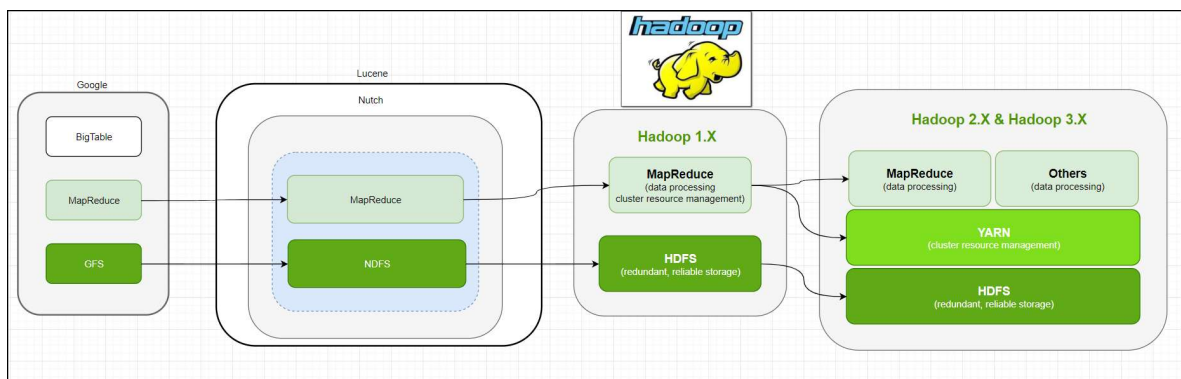 hadoop
Google
BigTable
MapReduce
GFS
Lucene
Nutch
MapReduce
NDFS
Hadoop 1.X
MapReduce
(data processing
cluster resource management)
HDFS
(redundant, reliable storage)
Hadoop 2.X & Hadoop 3.X
MapReduce
(data processing)
Others
(data processing)
YARN
(cluster resource management)
HDFS
(redundant, reliable storage)